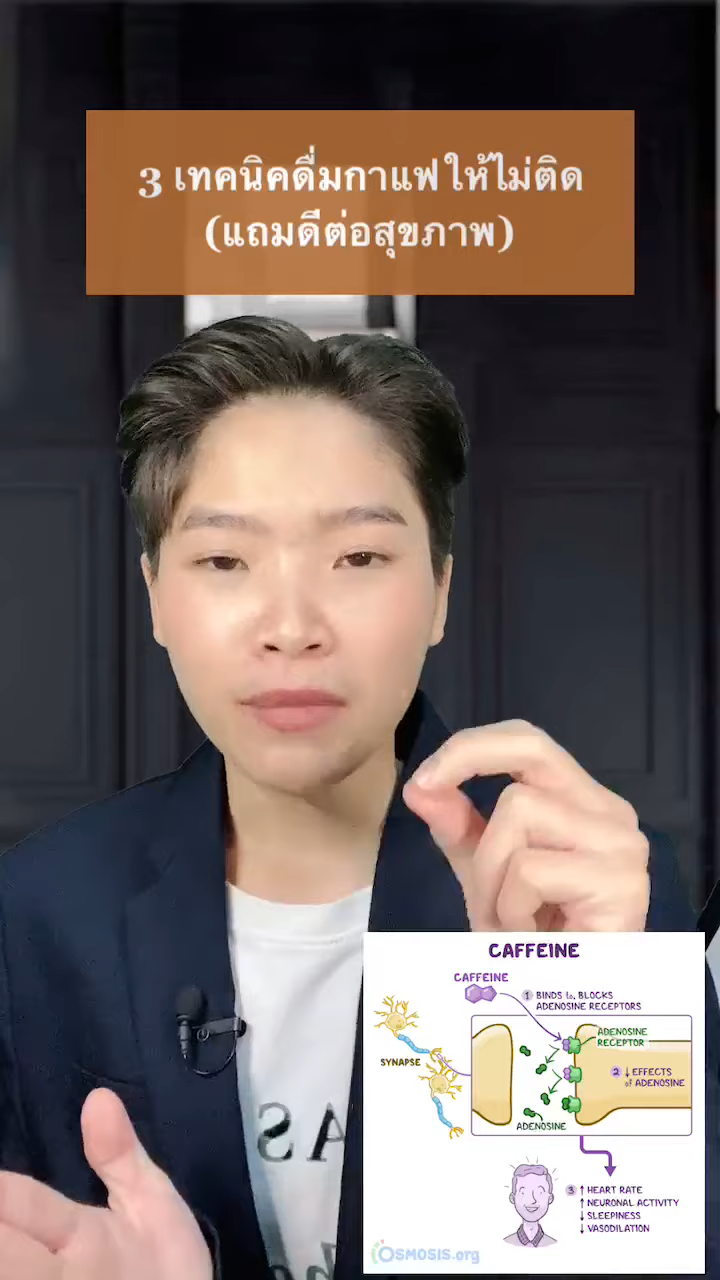 3 เทคนิคดื่มกาแฟให้ไม่ติด
(แถมดีต่อสุขภาพ)
CAFFEINE
CAFFEINE
1 BINDS to, BLOCKS
ADENOSINE RECEPTORS
ADENOSINE
RECEPTOR
SYNAPSE
2 ↓ EFFECTS
of ADENOSINE
ADENOSINE
3 ↑ HEART RATE
↑ NEURONAL ACTIVITY
↓ SLEEPINESS
↓ VASODILATION
OSMOSIS.org